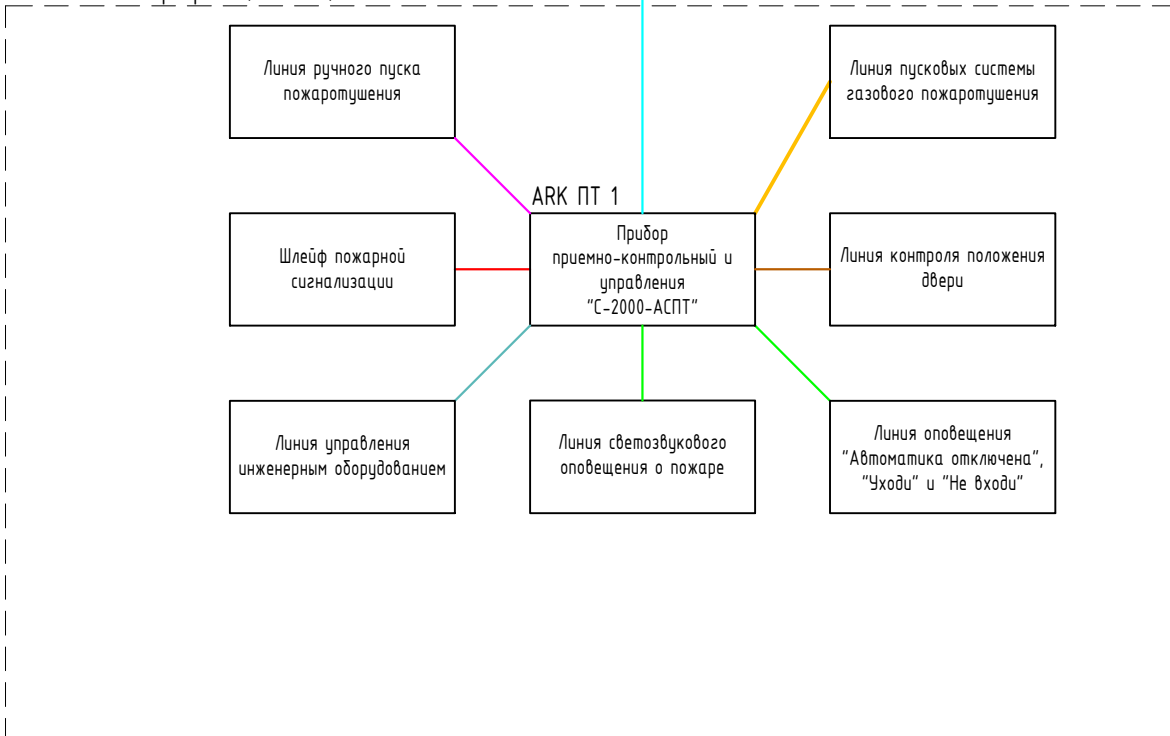 Линия ручного пуска
пожаротушения
Линия пусковых системы
газового пожаротушения
ARK ПТ 1
Шлейф пожарной
сигнализации
Прибор
приемно-контрольный и
управления
"С-2000-АСПТ"
Линия контроля положения
двери
Линия управления
инженерным оборудованием
Линия светозвукового
оповещения о пожаре
Линия оповещения
"Автоматика отключена",
"Уходи" и "Не входи"